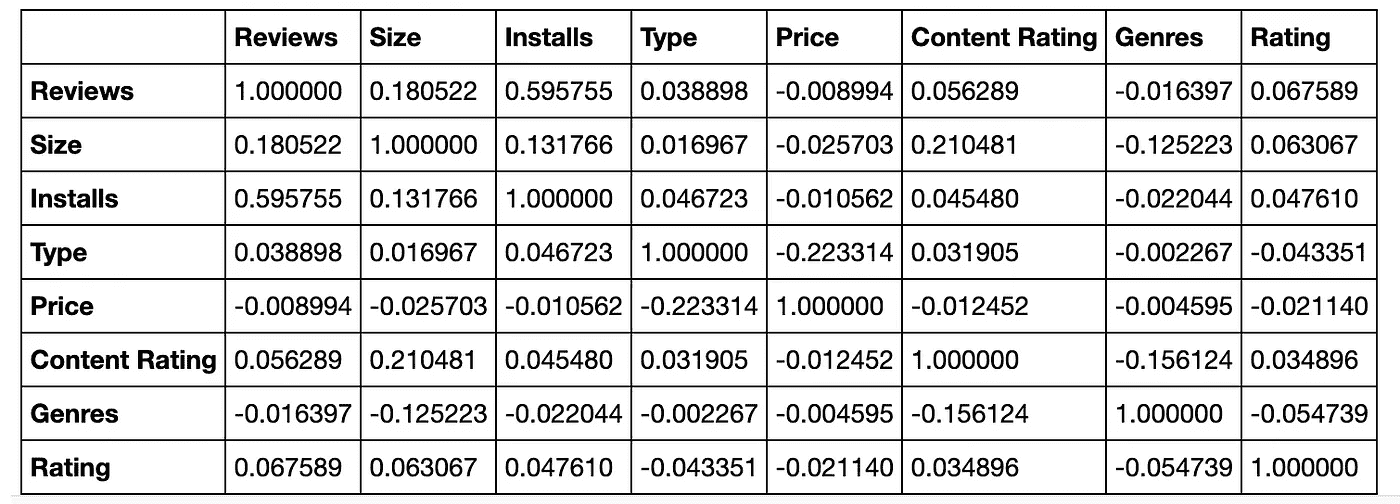 Reviews Size Installs Type Price Content Rating Genres Rating
Reviews 1.000000 0.180522 0.595755 0.038898 -0.008994 0.056289 -0.016397 0.067589
Size 0.180522 1.000000 0.131766 0.016967 -0.025703 0.210481 -0.125223 0.063067
Installs 0.595755 0.131766 1.000000 0.046723 -0.010562 0.045480 -0.022044 0.047610
Type 0.038898 0.016967 0.046723 1.000000 -0.223314 0.031905 -0.002267 -0.043351
Price -0.008994 -0.025703 -0.010562 -0.223314 1.000000 -0.012452 -0.004595 -0.021140
Content Rating 0.056289 0.210481 0.045480 0.031905 -0.012452 1.000000 -0.156124 0.034896
Genres -0.016397 -0.125223 -0.022044 -0.002267 -0.004595 -0.156124 1.000000 -0.054739
Rating 0.067589 0.063067 0.047610 -0.043351 -0.021140 0.034896 -0.054739 1.000000